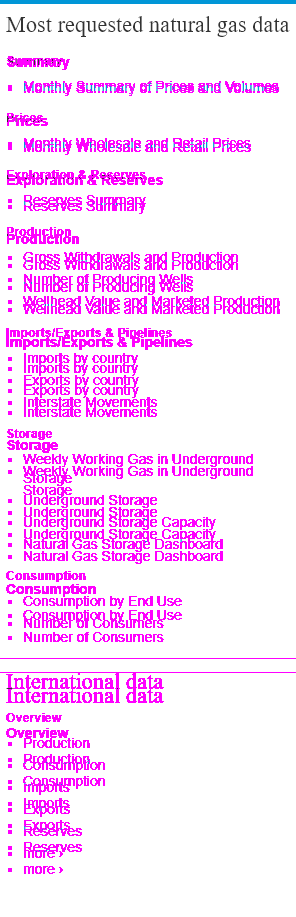 Most requested natural gas data
Summary
Monthly Summary of Prices and Volumes
Prices
Monthly Wholesale and Retail Prices
Exploration & Reserves
Reserves Summary
Production
Gross Withdrawals and Production
Number of Producing Wells
Wellhead Value and Marketed Production
Imports/Exports & Pipelines
Imports by country
Exports by country
Interstate Movements
Storage
Weekly Working Gas in Underground
Storage
Underground Storage
Underground Storage Capacity
Natural Gas Storage Dashboard
Consumption
Consumption by End Use
Number of Consumers
International data
Overview
Production
Consumption
Imports
Exports
Reserves
more ›